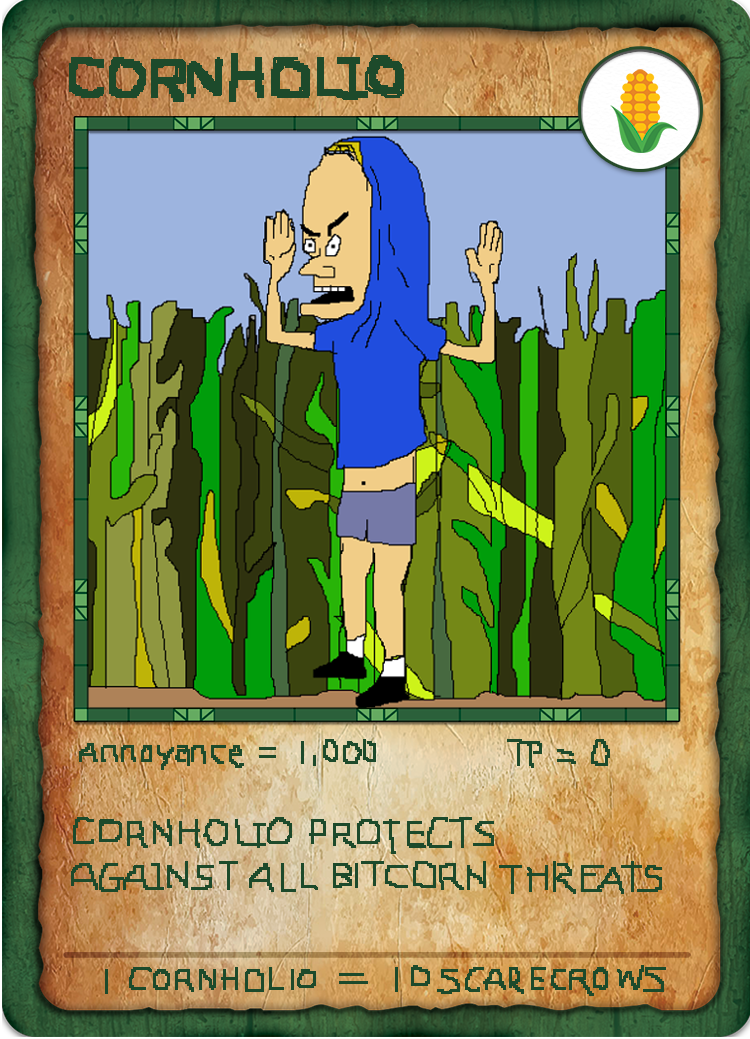 CORNHOLIO
Annoyance = 1,000 TP = 0
CORNHOLIO PROTECTS
AGAINST ALL BITCORN THREATS
1 CORNHOLIO = 10 SCARECROWS